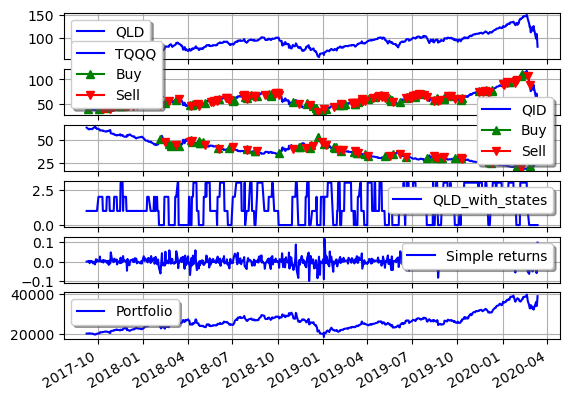 150
100
QLD
TQQQ
Buy
Sell
100
50
QID
Buy
Sell
50
25
2.5
0.0
QLD_with_states
0.1
0.0
−0.1
Simple returns
40000
20000
Portfolio
2017-10
2018-01
2018-04
2018-07
2018-10
2019-01
2019-04
2019-07
2019-10
2020-01
2020-04